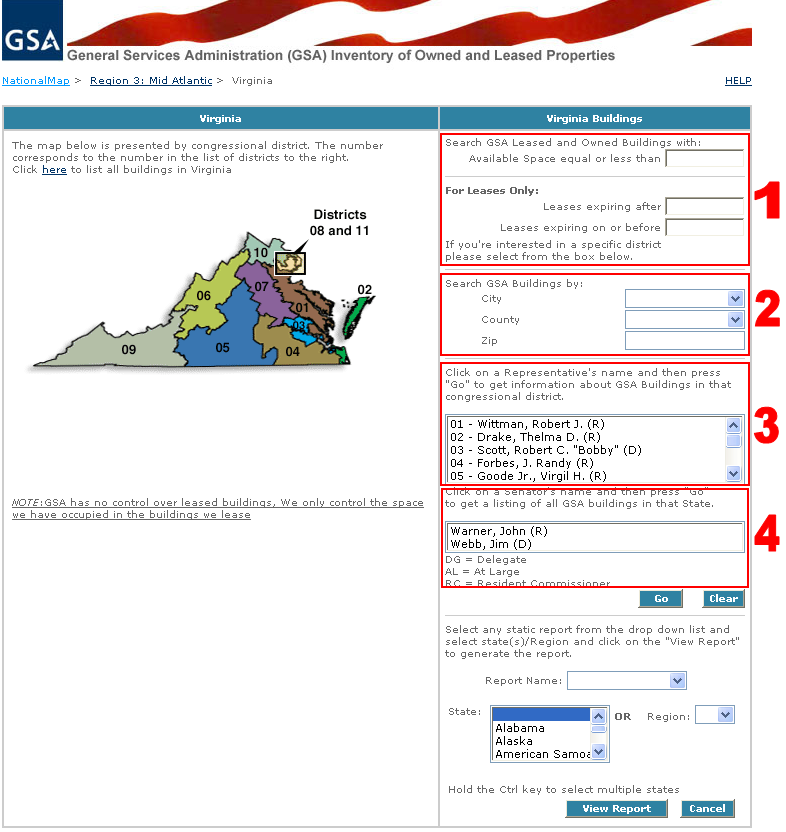 GSA
General Services Administration (GSA) Inventory of Owned and Leased Properties
NationalMap > Region 3: Mid Atlantic > Virginia
HELP
Virginia
The map below is presented by congressional district. The number
corresponds to the number in the list of districts to the right.
Click here to list all buildings in Virginia
Districts
08 and 11
10
07
06
02
01
03
09
05
04
NOTE:GSA has no control over leased buildings, We only control the space
we have occupied in the buildings we lease
Virginia Buildings
Search GSA Leased and Owned Buildings with:
Available Space equal or less than
For Leases Only:
Leases expiring after
Leases expiring on or before
If you're interested in a specific district
please select from the box below.
1
Search GSA Buildings by:
City
County
Zip
2
Click on a Representative's name and then press
"Go" to get information about GSA Buildings in that
congressional district.
01 - Wittman, Robert J. (R)
02 - Drake, Thelma D. (R)
03 - Scott, Robert C. "Bobby" (D)
04 - Forbes, J. Randy (R)
05 - Goode Jr., Virgil H. (R)
3
Click on a Senator's name and then press "Go"
to get a listing of all GSA buildings in that State.
Warner, John (R)
Webb, Jim (D)
DG = Delegate
AL = At Large
RC = Resident Commissioner
4
Go
Clear
Select any static report from the drop down list and
select state(s)/Region and click on the "View Report"
to generate the report.
Report Name:
State:
Alabama
Alaska
American Samoa
OR Region:
Hold the Ctrl key to select multiple states
View Report
Cancel